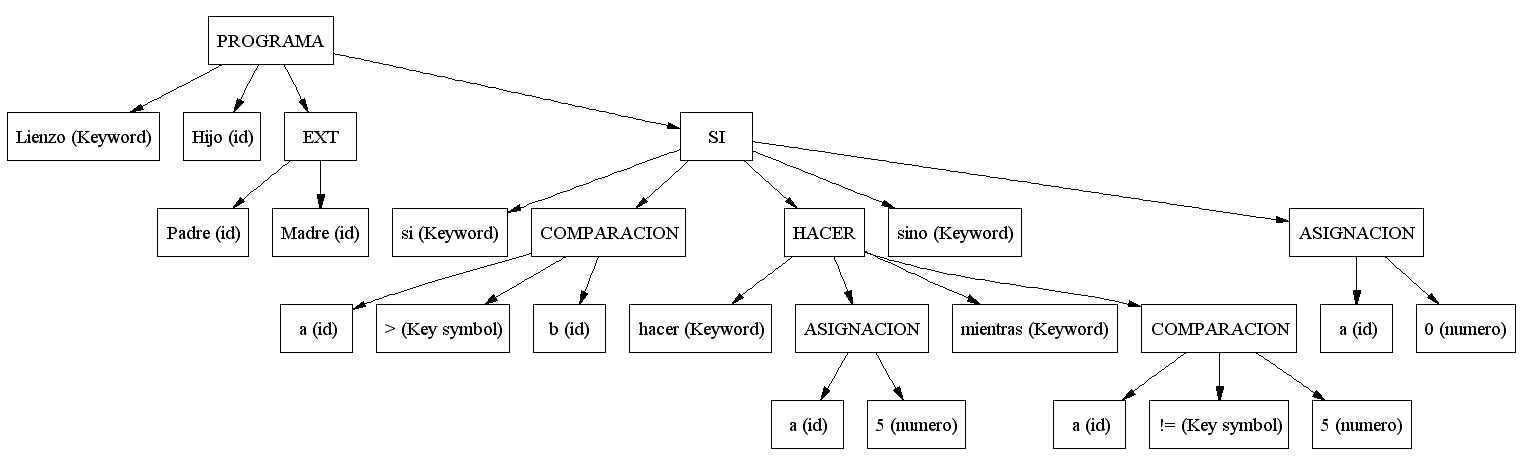 PROGRAMA
Lienzo (Keyword)
Hijo (id)
EXT
SI
Padre (id)
Madre (id)
si (Keyword)
COMPARACION
HACER
sino (Keyword)
ASIGNACION
a (id)
> (Key symbol)
b (id)
hacer (Keyword)
ASIGNACION
mientras (Keyword)
COMPARACION
a (id)
0 (numero)
a (id)
5 (numero)
a (id)
!= (Key symbol)
5 (numero)